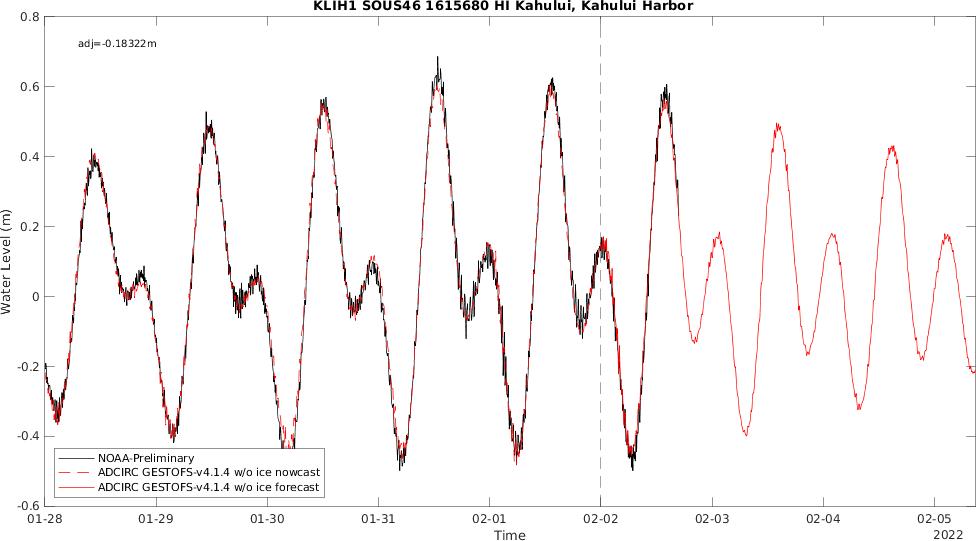 KLIH1 SOUS46 1615680 HI Kahului, Kahului Harbor
adj=-0.18322m
0.8
0.6
0.4
0.2
0
-0.2
-0.4
-0.6
Water Level (m)
NOAA-Preliminary
ADCIRC GESTOFS-v4.1.4 w/o ice nowcast
ADCIRC GESTOFS-v4.1.4 w/o ice forecast
01-28 01-29 01-30 01-31 02-01 02-02 02-03 02-04 02-05
Time
2022